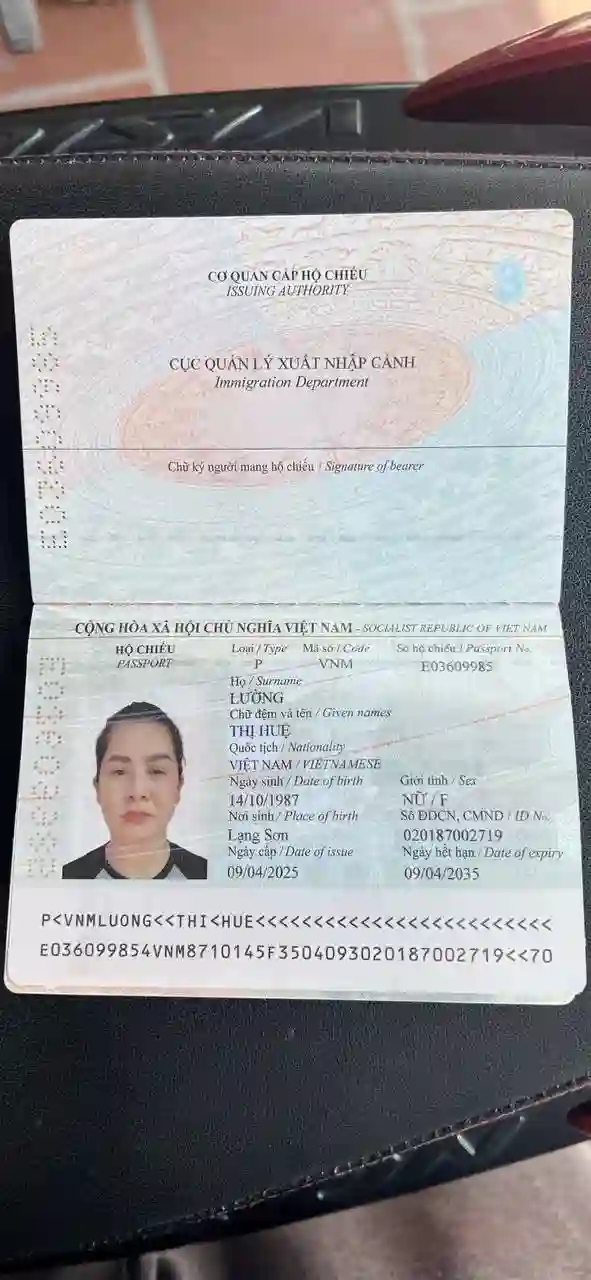 CƠ QUAN CẤP HỘ CHIẾU
ISSUING AUTHORITY
CỤC QUẢN LÝ XUẤT NHẬP CẢNH
Immigration Department
Chữ ký người mang hộ chiếu / Signature of bearer
CỘNG HÒA XÃ HỘI CHỦ NGHĨA VIỆT NAM - SOCIALIST REPUBLIC OF VIET NAM
HỘ CHIẾU
PASSPORT
Loại / Type Mã số / Code Số hộ chiếu / Passport No.
P VNM E03609985
Họ / Surname
LƯỜNG
Chữ đệm và tên / Given names
THỊ HUỆ
Quốc tịch / Nationality
VIỆT NAM / VIETNAMESE
Ngày sinh / Date of birth Giới tính / Sex
14/10/1987 NỮ / F
Nơi sinh / Place of birth Số ĐDCN, CMND / ID No.
Lạng Sơn 020187002719
Ngày cấp / Date of issue Ngày hết hạn / Date of expiry
09/04/2025 09/04/2035
P<VNMLUONG<<THI<HUE<<<<<<<<<<<<<<<<<<<<<<<<<
E036099854VNM8710145F3504093020187002719<<70